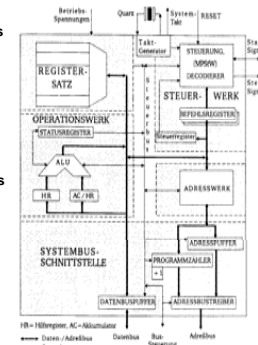 Betriebs-
Spannungen
Quarz
System-
Takt
RESET
Takt-
Generator
STEUERUNG,
(MPStW)
DECODIERER
REGISTER-
SATZ
Steuerbus
STEUER- WERK
BEFEHLSREGISTER
OPERATIONSWERK
STATUSREGISTER
Steuerregister
ALU
HR
AC/HR
ADRESSWERK
SYSTEMBUS-
SCHNITTSTELLE
ADRESSPUFFER
PROGRAMMZÄHLER
+ 1
DATENBUSPUFFER
ADRESSBUSTREIBER
HR = Hilfsregister, AC = Akkumulator
Daten-/Adreßbus
Datenbus
Bus-
Steuerung
Adreßbus